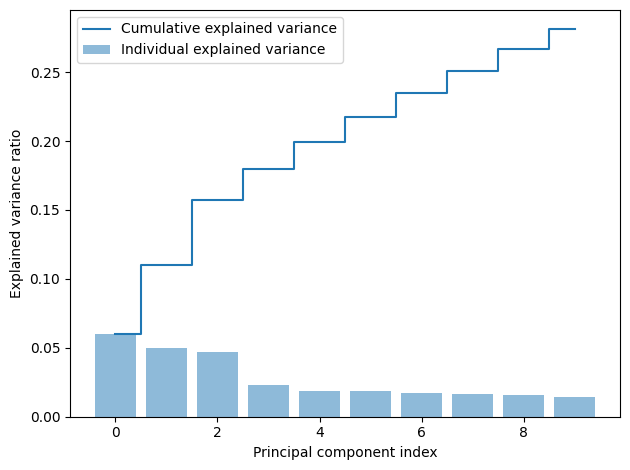 Cumulative explained variance
Individual explained variance
0.25
0.20
0.15
0.10
0.05
0.00
Explained variance ratio
0 2 4 6 8
Principal component index